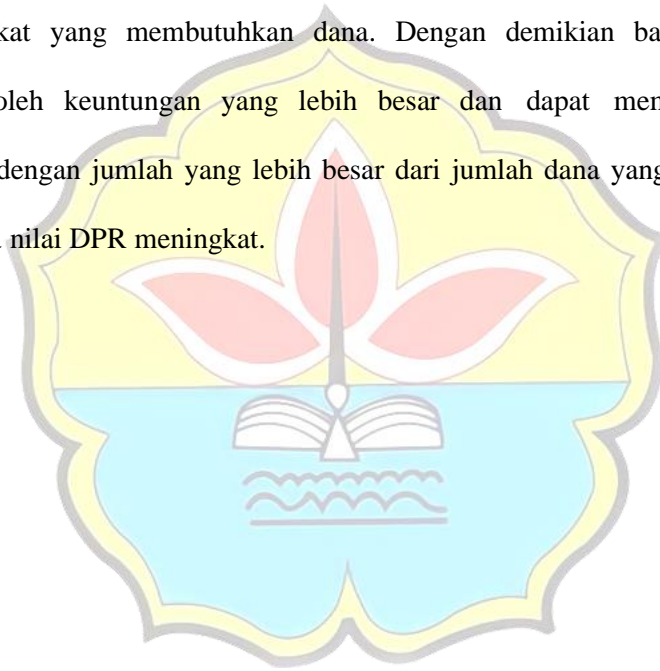 kat yang membutuhkan dana. Dengan demikian ba
oleh keuntungan yang lebih besar dan dapat men
dengan jumlah yang lebih besar dari jumlah dana yang
nilai DPR meningkat.